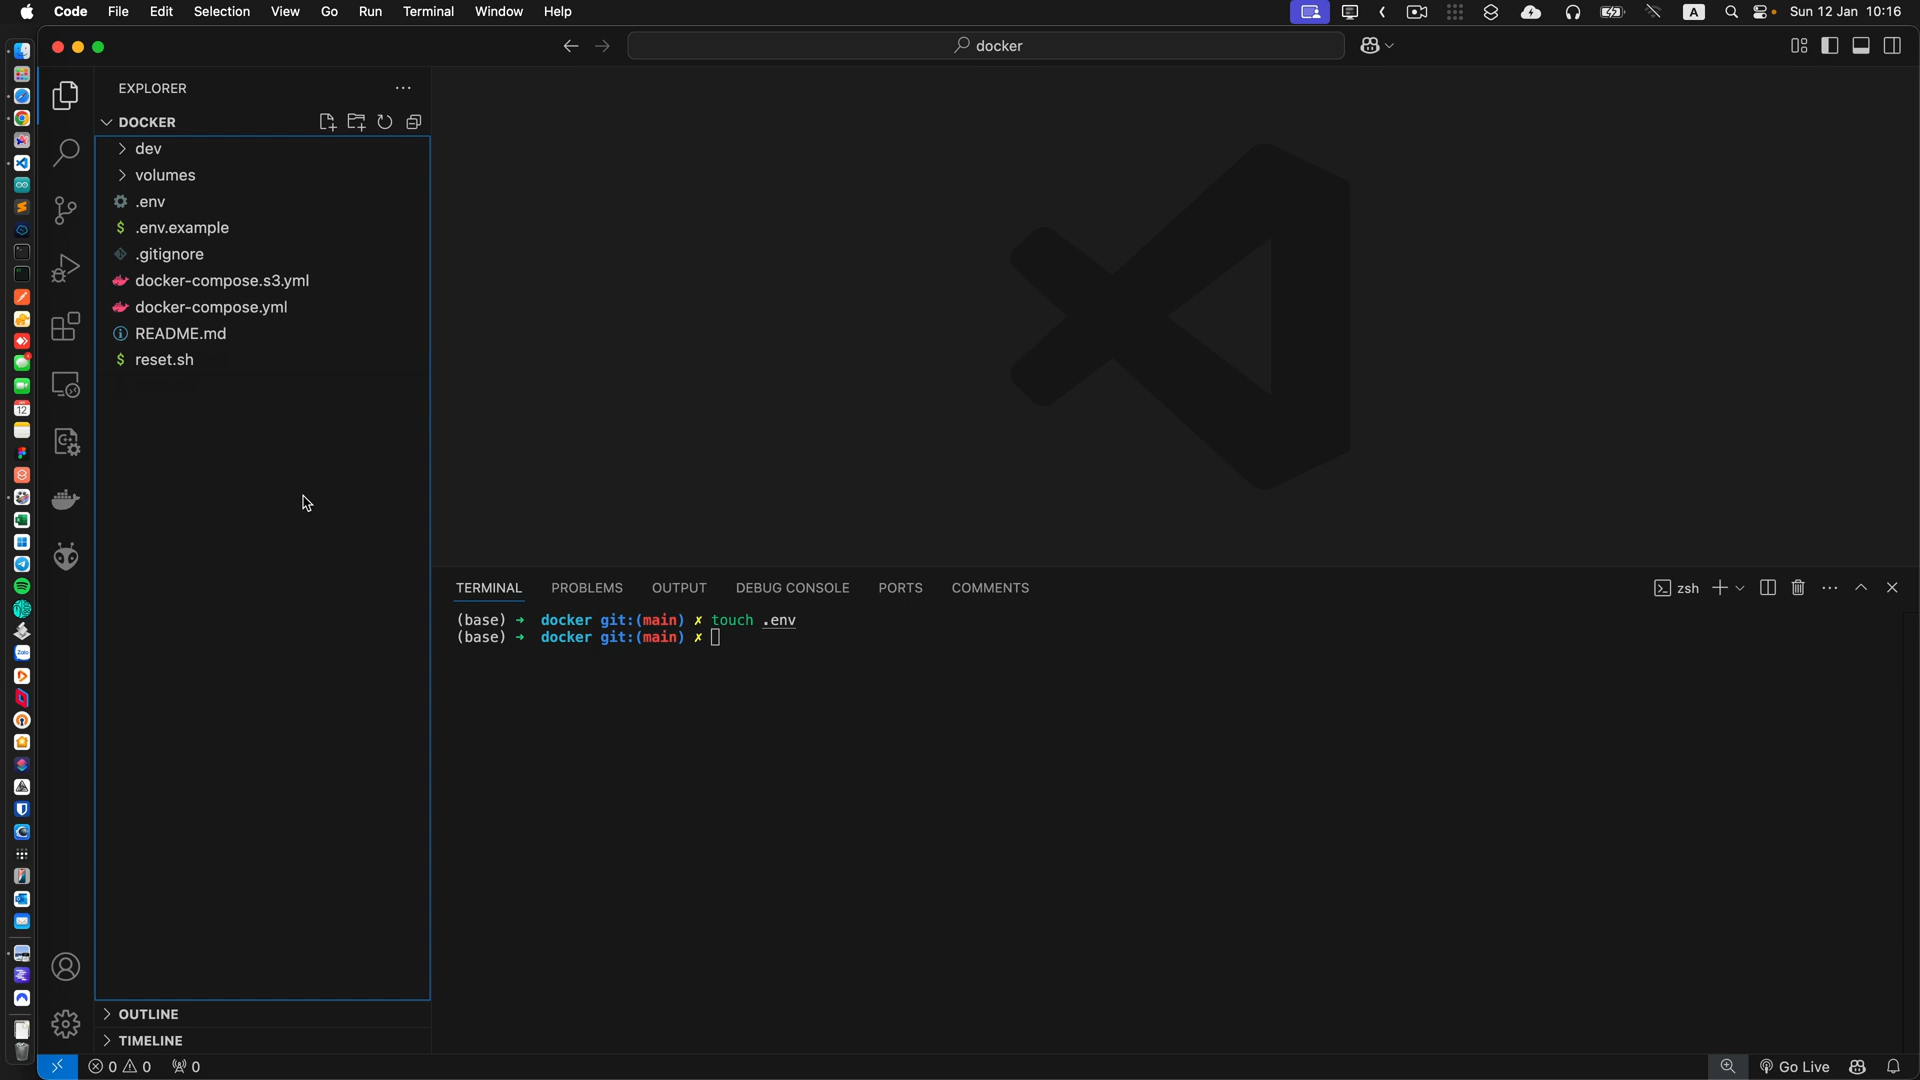 Code File Edit Selection View Go Run Terminal Window Help
A Sun 12 Jan 10:16
docker
EXPLORER
DOCKER
dev
volumes
.env
$ .env.example
.gitignore
docker-compose.s3.yml
docker-compose.yml
README.md
$ reset.sh
OUTLINE
TIMELINE
TERMINAL PROBLEMS OUTPUT DEBUG CONSOLE PORTS COMMENTS
zsh
(base) ➜ docker git:(main) ✗ touch .env
(base) ➜ docker git:(main) ✗
0 0 0
Go Live